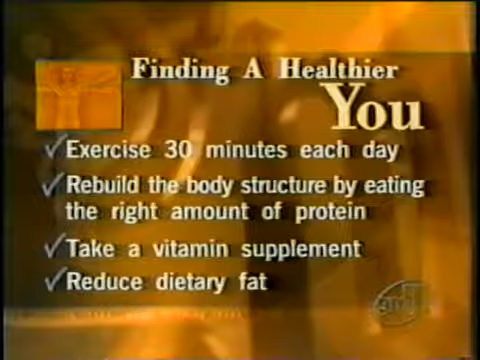 Finding A Healthier
You
Exercise 30 minutes each day
Rebuild the body structure by eating
the right amount of protein
Take a vitamin supplement
Reduce dietary fat